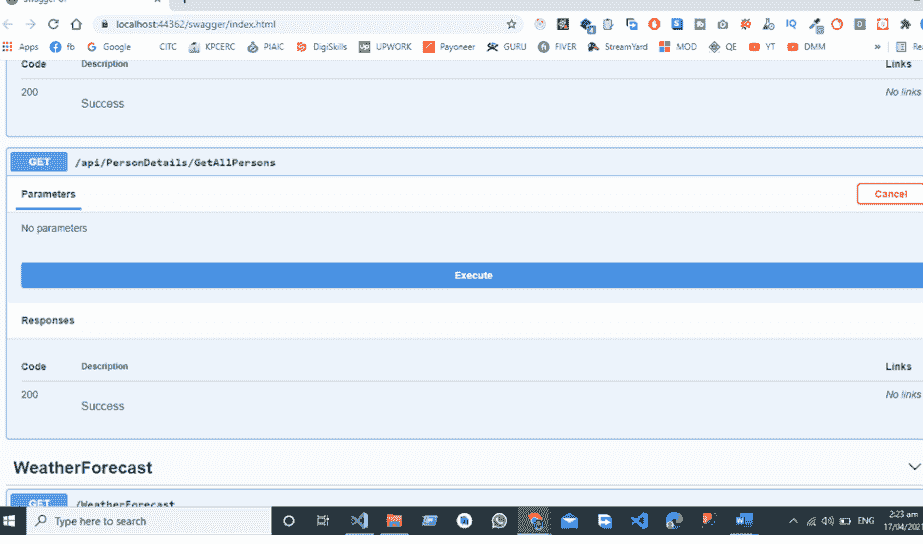 localhost:44362/swagger/index.html
Apps fb Google CITC KPCERC PIAIC DigiSkills UPWORK Payoneer GURU FIVER StreamYard MOD QE YT DMM » Rea
Code Description Links
200 Success No links
GET /api/PersonDetails/GetAllPersons
Parameters Cancel
No parameters
Execute
Responses
Code Description Links
200 Success No links
WeatherForecast
GET /WeatherForecast
Type here to search ENG 2:23 am
17/04/2021